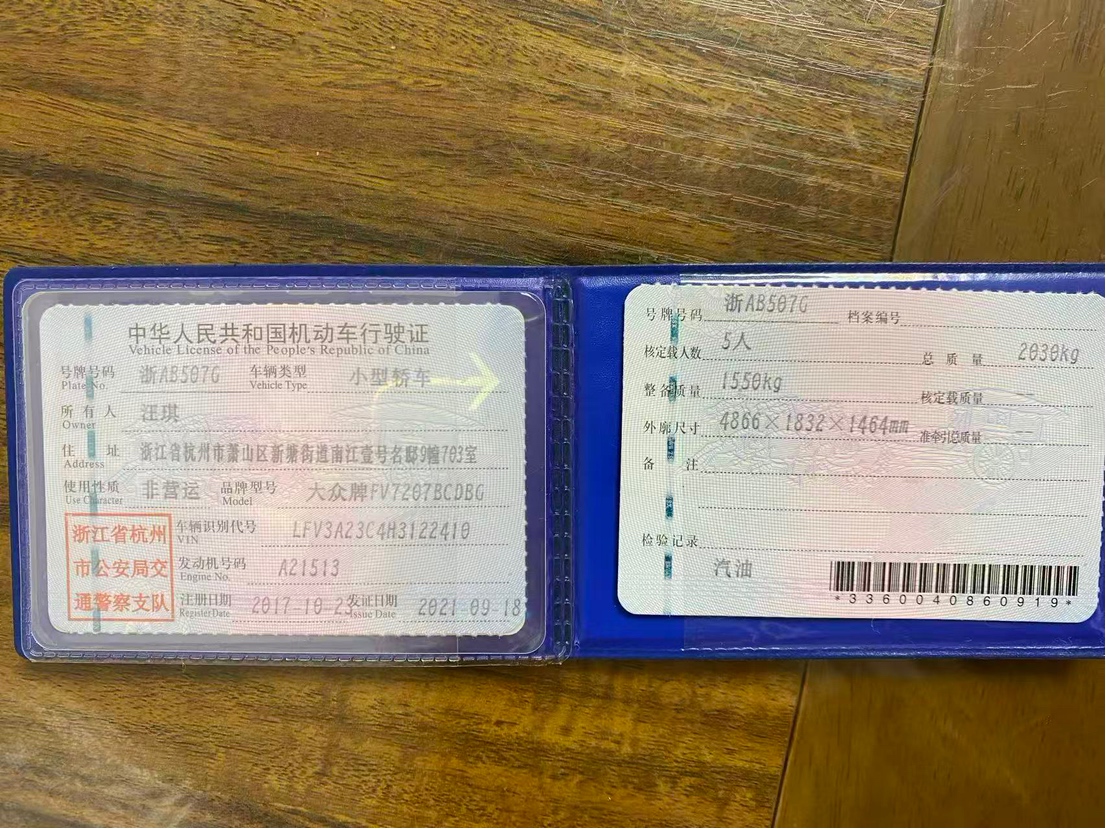 中华人民共和国机动车行驶证
Vehicle License of the People's Republic of China
号牌号码 Plate No. 浙AB507G 车辆类型 Vehicle Type 小型轿车
所有人 Owner 汪琪
住址 Address 浙江省杭州市萧山区新塘街道南江壹号名邸9幢703室
使用性质 Use Character 非营运 品牌型号 Model 大众牌FV7207BCDBG
浙江省杭州市公安局交通警察支队
车辆识别代号 VIN LFV3A23C4H3122410
发动机号码 Engine No. A21513
注册日期 Register Date 2017-10-23 发证日期 Issue Date 2021-09-18
号牌号码 浙AB507G 档案编号
核定载人数 5人 总质量 2030kg
整备质量 1550kg 核定载质量 --
外廓尺寸 4866×1832×1464mm 准牵引总质量 --
备注
检验记录
汽油
*3360040860919*